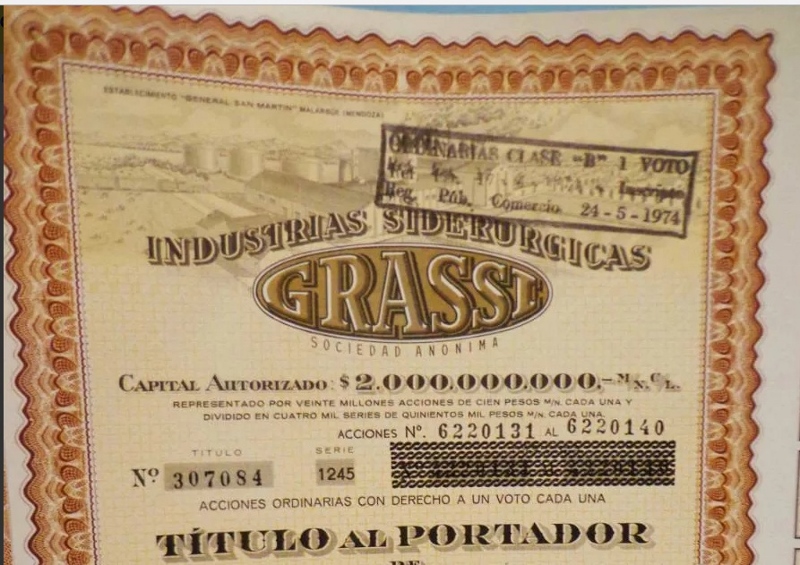 ESTABLECIMIENTO "GENERAL SAN MARTIN" MALARGÜE (MENDOZA)
ORDINARIAS CLASE "B" 1 VOTO
Inscripto
Reg. Púb. Comercio 24-5-1974
INDUSTRIAS SIDERURGICAS
GRASSI
SOCIEDAD ANONIMA
CAPITAL AUTORIZADO: $ 2.000.000.000.- M/N. C/L.
REPRESENTADO POR VEINTE MILLONES ACCIONES DE CIEN PESOS M/N. CADA UNA Y
DIVIDIDO EN CUATRO MIL SERIES DE QUINIENTOS MIL PESOS M/N. CADA UNA.
ACCIONES Nº. 6220131 AL 6220140
TITULO SERIE
Nº 307084 1245
ACCIONES ORDINARIAS CON DERECHO A UN VOTO CADA UNA
TÍTULO AL PORTADOR
DE